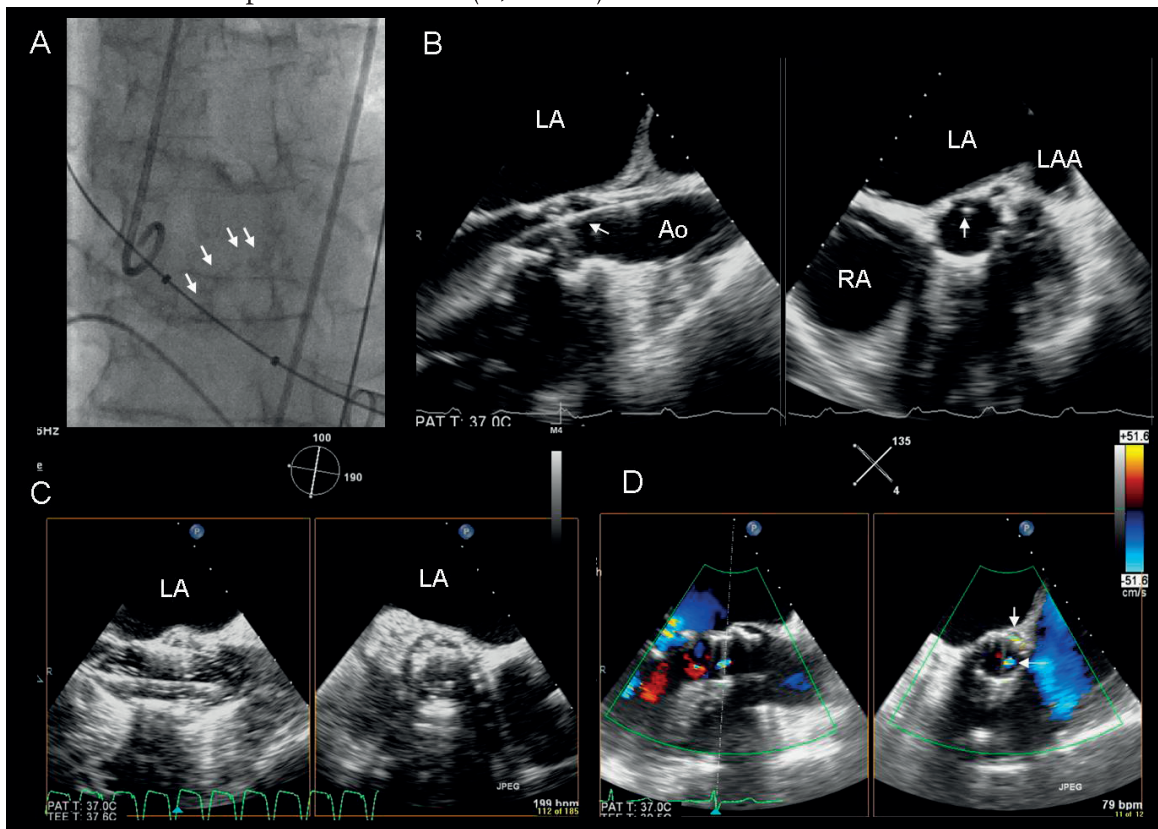 A
B
LA
LA
LAA
Ao
RA
R
PAT T: 37.0C
M4
100
190
135
4
+51.6
-51.6
cm/s
C
D
LA
LA
P
P
P
P
R
R
JPEG
JPEG
PAT T: 37.0C
TEE T: 37.6C
199 bpm
112 of 185
PAT T: 37.0C
79 bpm
11 of 12